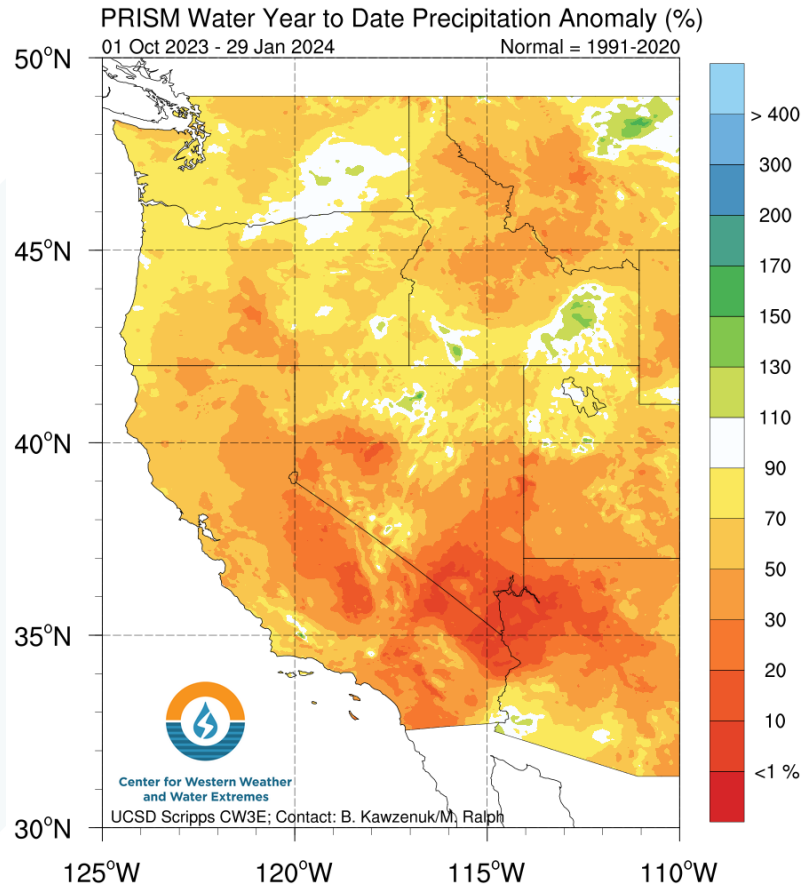 PRISM Water Year to Date Precipitation Anomaly (%)
01 Oct 2023 - 29 Jan 2024 Normal = 1991-2020
50°N
> 400
300
200
170
45°N
150
130
110
40°N
90
70
50
35°N
30
20
10
<1 %
Center for Western Weather
and Water Extremes
UCSD Scripps CW3E; Contact: B. Kawzenuk/M. Ralph
30°N
125°W 120°W 115°W 110°W